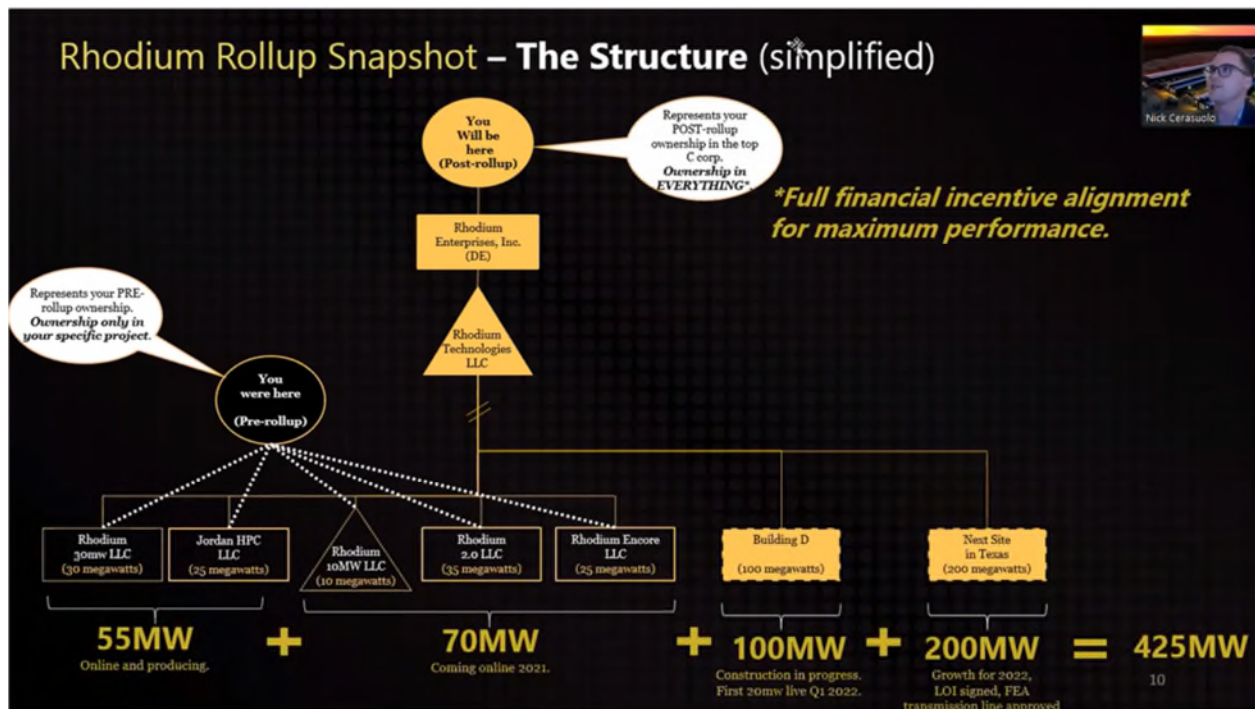 Rhodium Rollup Snapshot – The Structure (simplified)
Nick Cerasuolo
You
Will be
here
(Post-rollup)
Represents your
POST-rollup
ownership in the top
C corp.
Ownership in
EVERYTHING*.
*Full financial incentive alignment
for maximum performance.
Rhodium
Enterprises, Inc.
(DE)
Represents your PRE-
rollup ownership.
Ownership only in
your specific project.
Rhodium
Technologies
LLC
You
were here
(Pre-rollup)
Rhodium
30mw LLC
(30 megawatts)
Jordan HPC
LLC
(25 megawatts)
Rhodium
10MW LLC
(10 megawatts)
Rhodium
2.0 LLC
(35 megawatts)
Rhodium Encore
LLC
(25 megawatts)
Building D
(100 megawatts)
Next Site
in Texas
(200 megawatts)
55MW + 70MW + 100MW + 200MW = 425MW
Online and producing.
Coming online 2021.
Construction in progress.
First 20mw live Q1 2022.
Growth for 2022,
LOI signed, FEA
transmission line approved
10